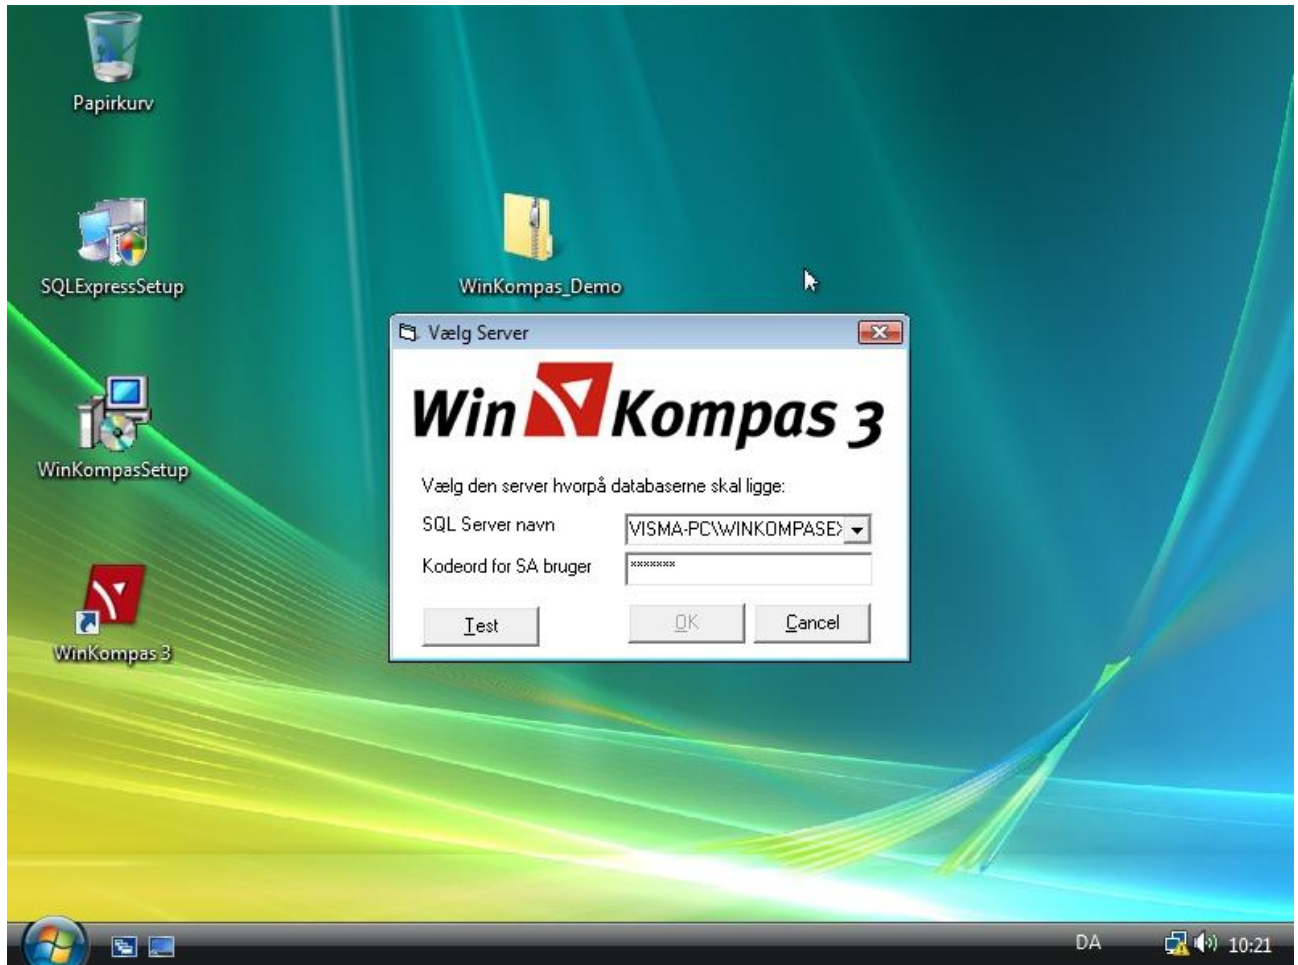 Papirkurv
SQLExpressSetup
WinKompas_Demo
WinKompasSetup
WinKompas 3
Vælg Server
Win Kompas 3
Vælg den server hvorpå databaserne skal ligge:
SQL Server navn
VISMA-PC\WINKOMPASEX
Kodeord for SA bruger
*******
Test
OK
Cancel
DA
10:21